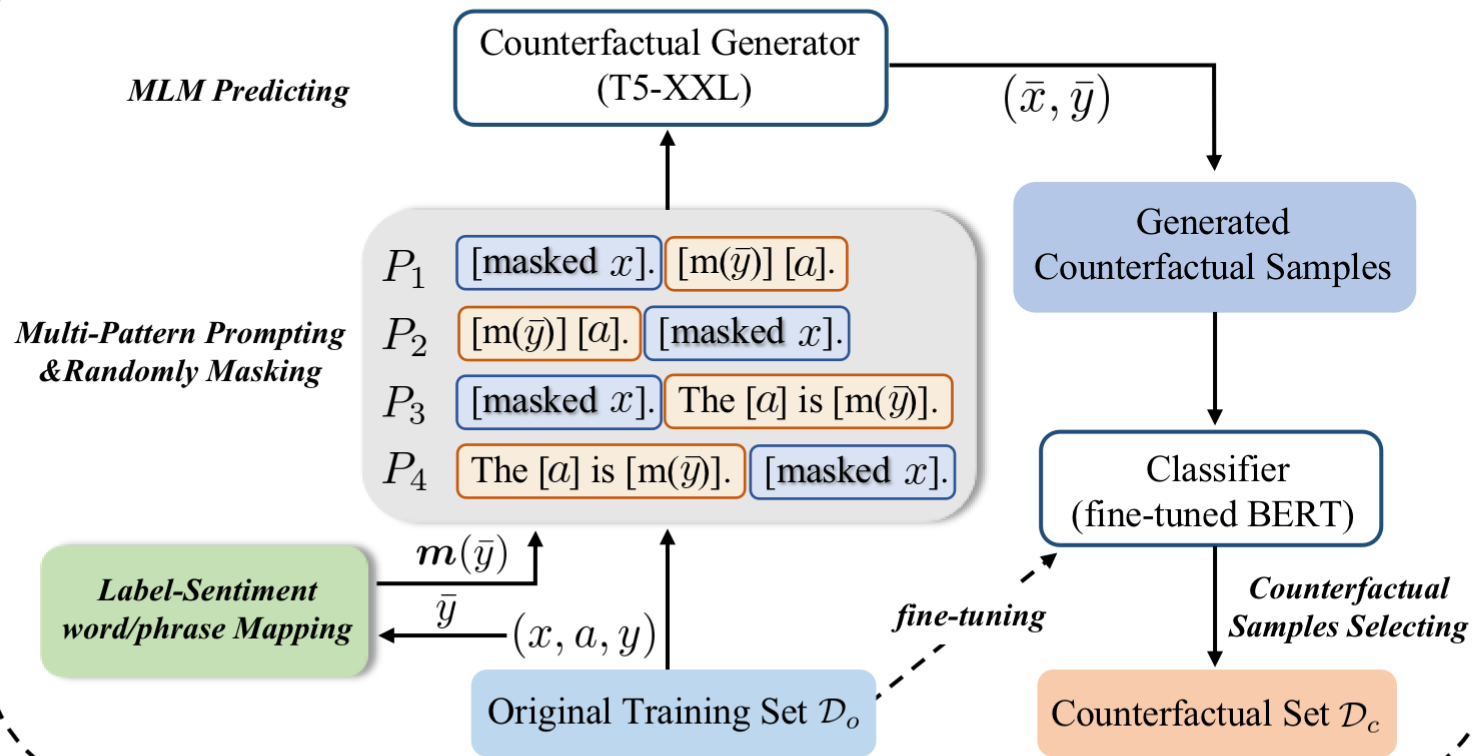 Counterfactual Generator
(T5-XXL)
MLM Predicting
(x̄, ȳ)
Generated
Counterfactual Samples
Multi-Pattern Prompting
&Randomly Masking
P₁ [masked x]. [m(ȳ)] [a].
P₂ [m(ȳ)] [a]. [masked x].
P₃ [masked x]. The [a] is [m(ȳ)].
P₄ The [a] is [m(ȳ)]. [masked x].
Classifier
(fine-tuned BERT)
Label-Sentiment
word/phrase Mapping
m(ȳ)
ȳ
(x, a, y)
fine-tuning
Counterfactual
Samples Selecting
Original Training Set 𝒟ₒ
Counterfactual Set 𝒟_c